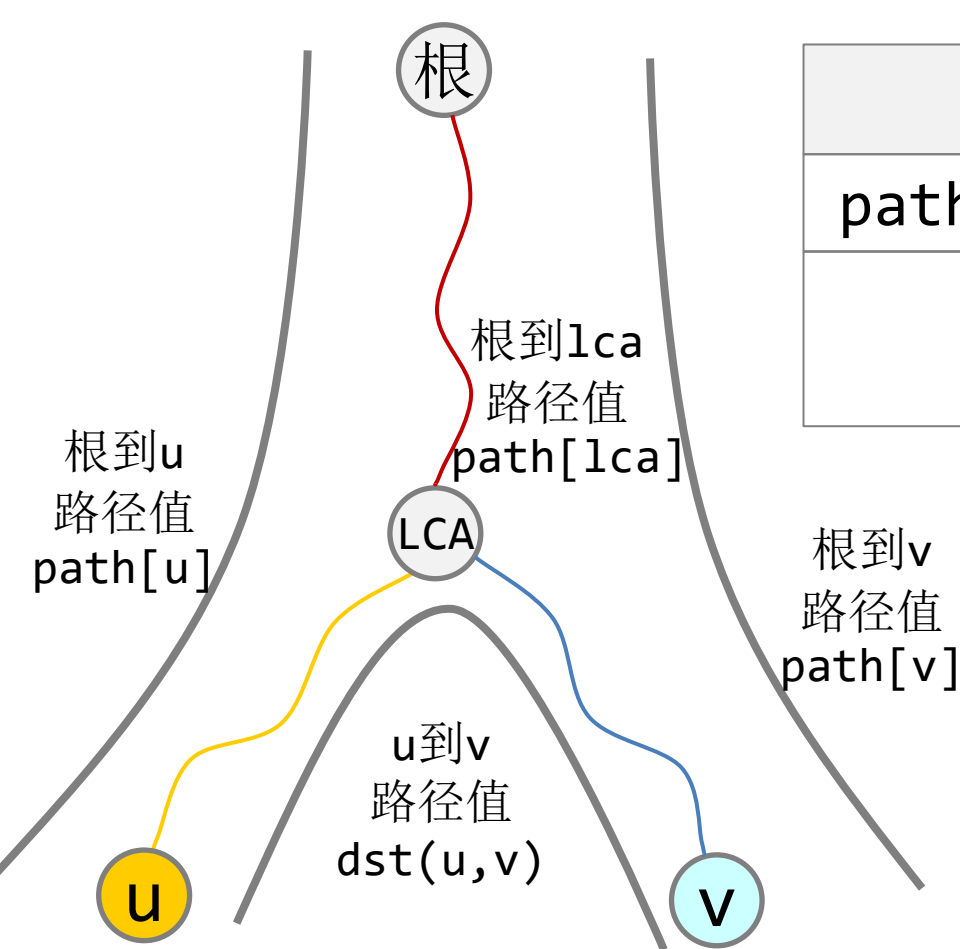 根
path
根到lca
路径值
path[lca]
根到u
路径值
path[u]
LCA
根到v
路径值
path[v]
u到v
路径值
dst(u,v)
u
v